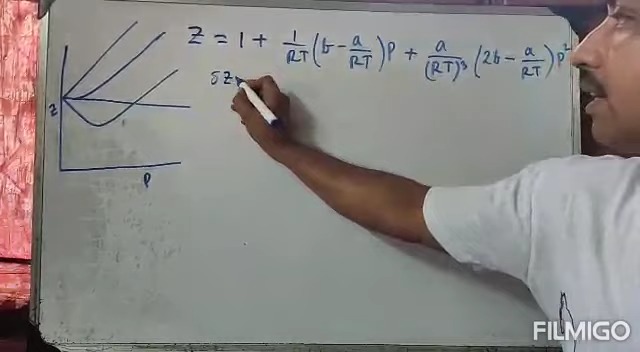 Z = 1 + 1/RT (b - a/RT) P + a/(RT)³ (2b - a/RT) P²
δZ
Z
P
FILMIGO